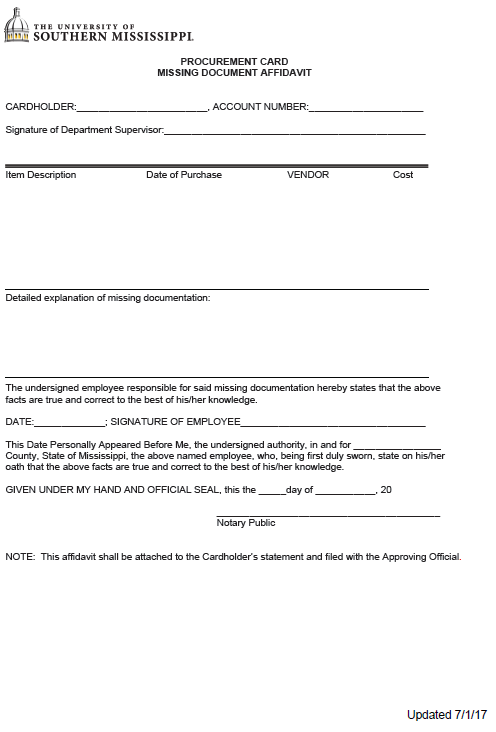 THE UNIVERSITY OF
SOUTHERN MISSISSIPPI.
PROCUREMENT CARD
MISSING DOCUMENT AFFIDAVIT
CARDHOLDER:________________________, ACCOUNT NUMBER:_____________________
Signature of Department Supervisor:________________________________________________
Item Description Date of Purchase VENDOR Cost
Detailed explanation of missing documentation:
The undersigned employee responsible for said missing documentation hereby states that the above
facts are true and correct to the best of his/her knowledge.
DATE:_____________; SIGNATURE OF EMPLOYEE__________________________________
This Date Personally Appeared Before Me, the undersigned authority, in and for ________________
County, State of Mississippi, the above named employee, who, being first duly sworn, state on his/her
oath that the above facts are true and correct to the best of his/her knowledge.
GIVEN UNDER MY HAND AND OFFICIAL SEAL, this the _____day of ___________, 20
_________________________________________
Notary Public
NOTE:  This affidavit shall be attached to the Cardholder's statement and filed with the Approving Official.
Updated 7/1/17